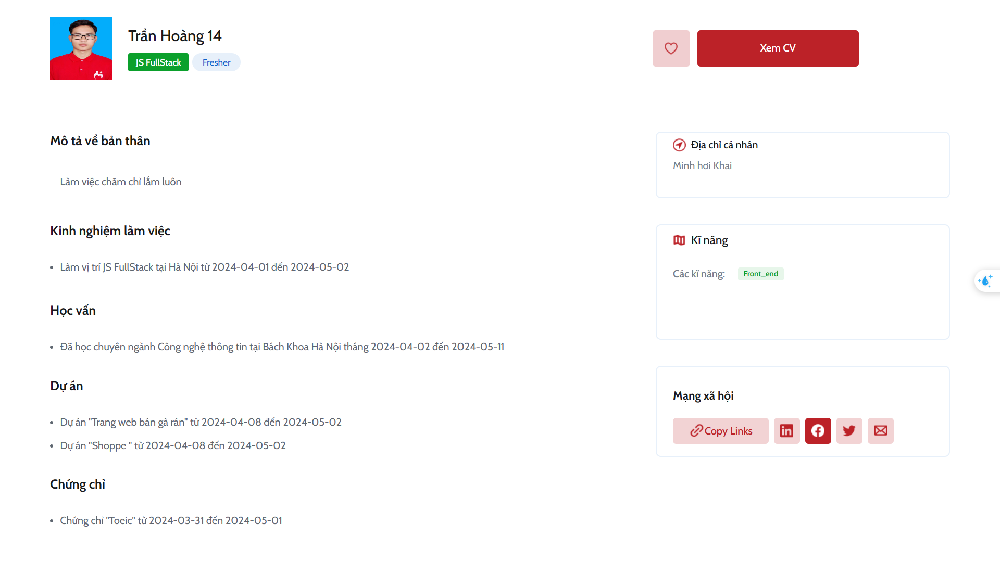 Trần Hoàng 14
JS FullStack
Fresher
Xem CV
Mô tả về bản thân
Làm việc chăm chỉ lắm luôn
Kinh nghiệm làm việc
Làm vị trí JS FullStack tại Hà Nội từ 2024-04-01 đến 2024-05-02
Học vấn
Đã học chuyên ngành Công nghệ thông tin tại Bách Khoa Hà Nội tháng 2024-04-02 đến 2024-05-11
Dự án
Dự án "Trang web bán gà rán" từ 2024-04-08 đến 2024-05-02
Dự án "Shoppe " từ 2024-04-08 đến 2024-05-02
Chứng chỉ
Chứng chỉ "Toeic" từ 2024-03-31 đến 2024-05-01
Địa chỉ cá nhân
Minh hơi Khai
Kĩ năng
Các kĩ năng:
Front_end
Mạng xã hội
Copy Links